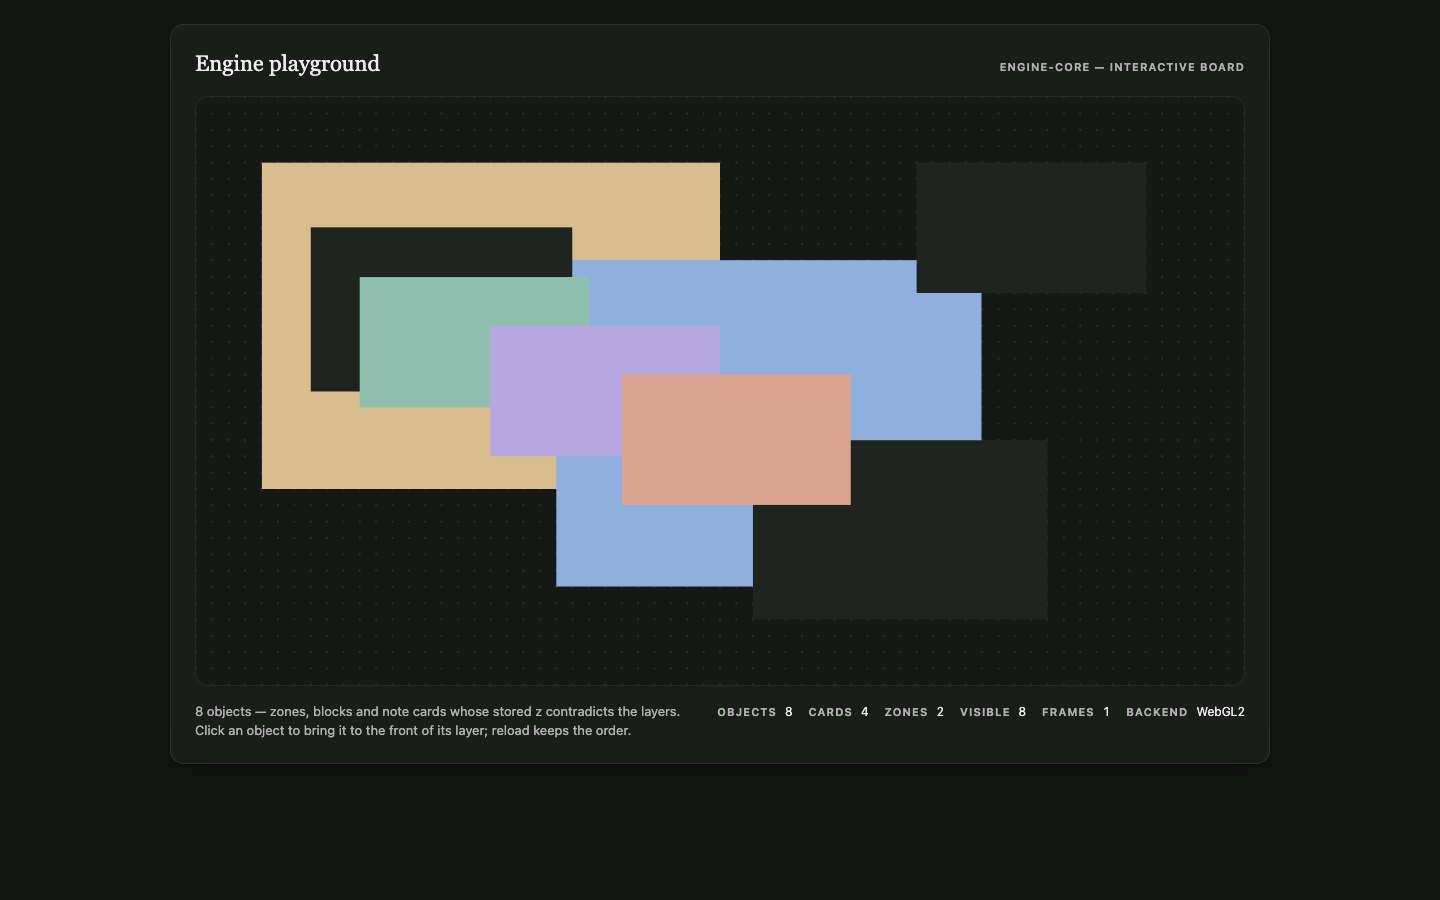 Engine playground
ENGINE-CORE — INTERACTIVE BOARD
8 objects — zones, blocks and note cards whose stored z contradicts the layers.
Click an object to bring it to the front of its layer; reload keeps the order.
OBJECTS 8 CARDS 4 ZONES 2 VISIBLE 8 FRAMES 1 BACKEND WebGL2